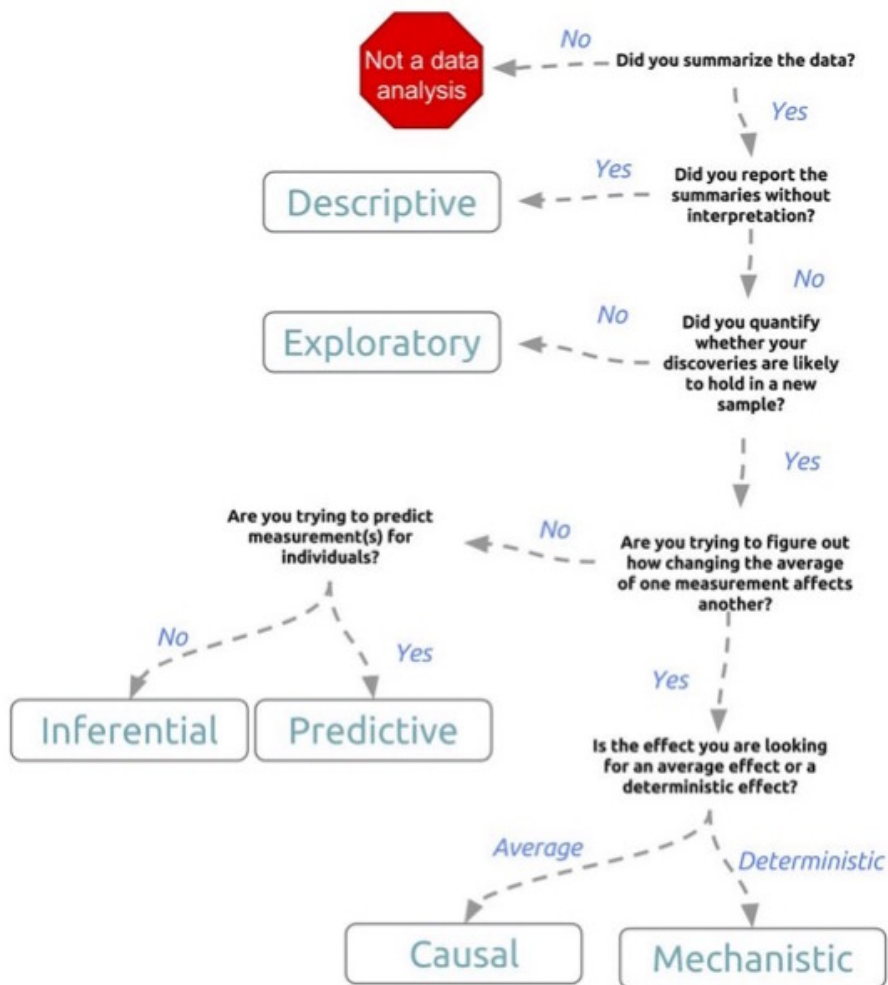 No
Not a data
analysis
Did you summarize the data?
Yes
Yes
Did you report the
summaries without
interpretation?
Descriptive
No
No
Did you quantify
whether your
discoveries are likely
to hold in a new
sample?
Exploratory
Yes
Are you trying to predict
measurement(s) for
individuals?
No
Are you trying to figure out
how changing the average
of one measurement affects
another?
No
Yes
Inferential
Predictive
Yes
Is the effect you are looking
for an average effect or a
deterministic effect?
Average
Deterministic
Causal
Mechanistic